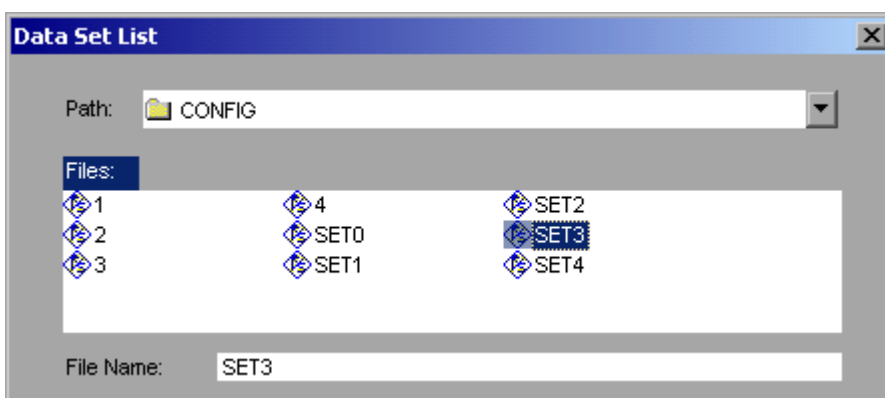 Data Set List
Path: CONFIG
Files:
1 4 SET2
2 SET0 SET3
3 SET1 SET4
File Name: SET3